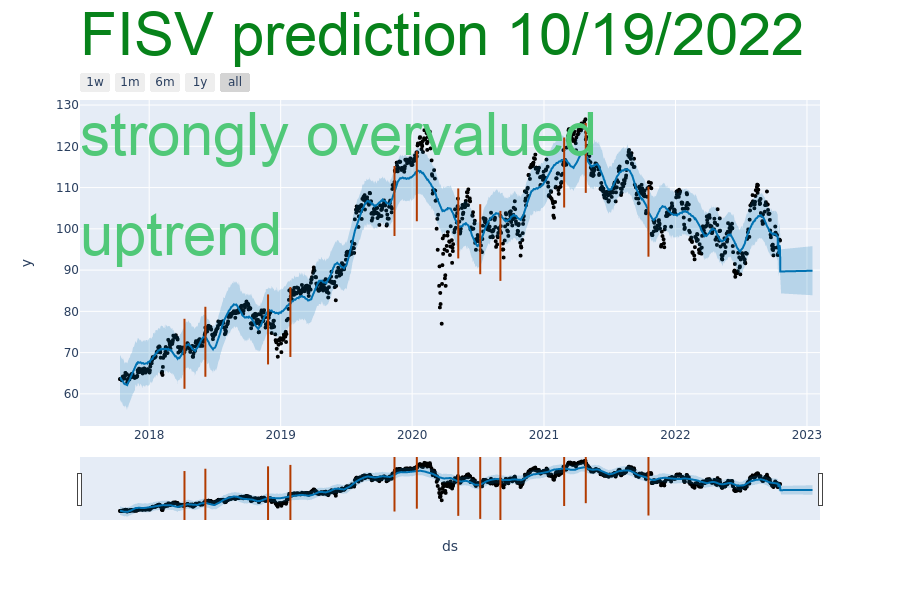 FISV prediction 10/19/2022
1w 1m 6m 1y all
130
strongly overvalued
120
110
uptrend
100
90
80
70
60
y
2018 2019 2020 2021 2022 2023
ds